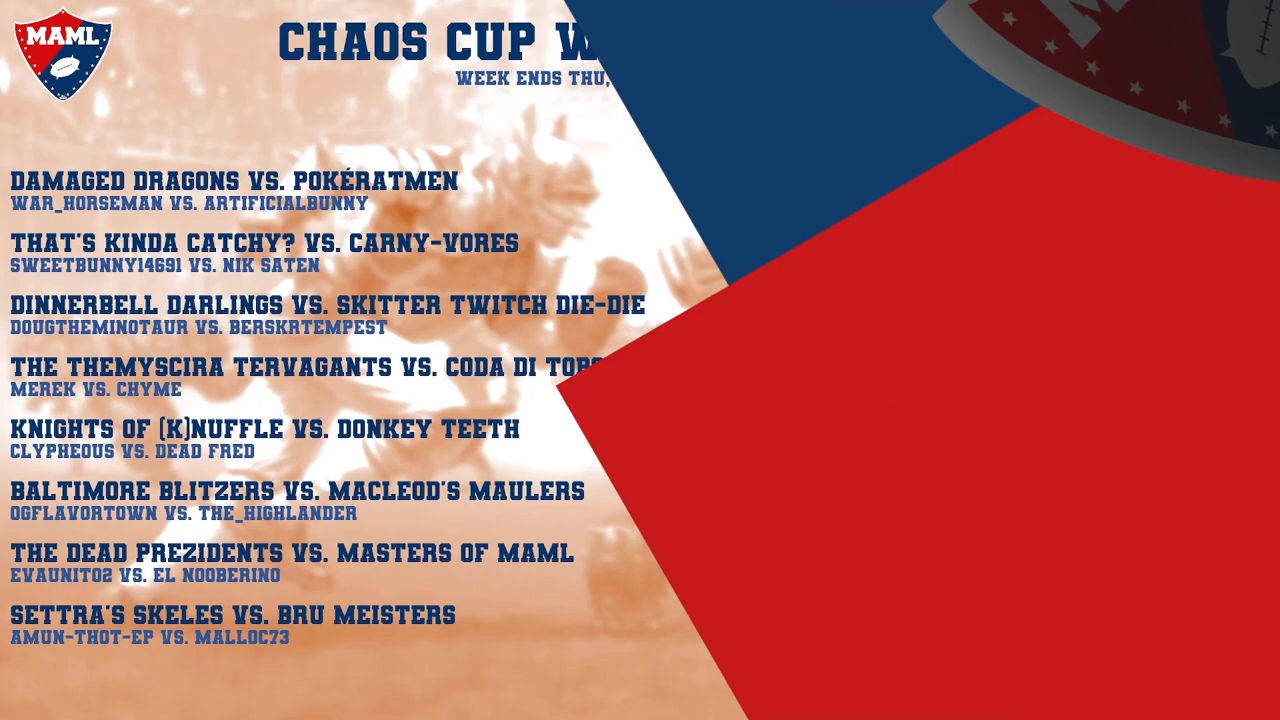 MAML
CHAOS CUP
WEEK ENDS THU,
DAMAGED DRAGONS VS. POKÉRATMEN
WAR_HORSEMAN VS. ARTIFICIALBUNNY
THAT'S KINDA CATCHY? VS. CARNY-VORES
SWEETBUNNY14691 VS. NIK SATEN
DINNERBELL DARLINGS VS. SKITTER TWITCH DIE-DIE
DOUGTHEMINOTAUR VS. BERSKRTEMPEST
THE THEMYSCIRA TERVAGANTS VS. CODA DI
MEREK VS. CHYME
KNIGHTS OF (K)NUFFLE VS. DONKEY TEETH
CLYPHEOUS VS. DEAD FRED
BALTIMORE BLITZERS VS. MACLEOD'S MAULERS
OGFLAVORTOWN VS. THE_HIGHLANDER
THE DEAD PREZIDENTS VS. MASTERS OF MAML
EVAUNIT02 VS. EL NOOBERINO
SETTRA'S SKELES VS. BRU MEISTERS
AMUN-THOT-EP VS. MALLOC73